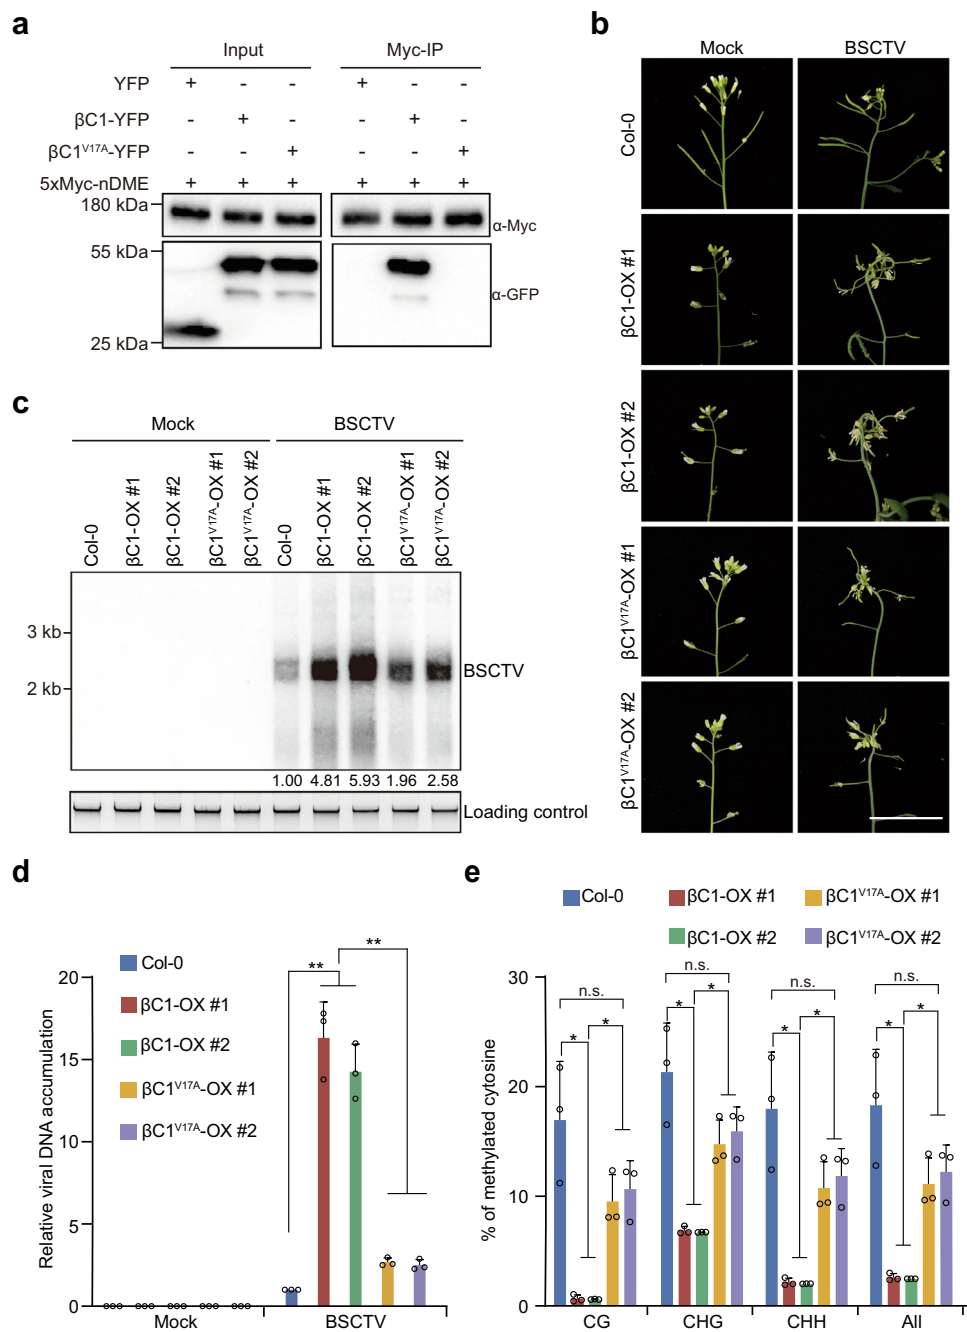 a
Input
Myc-IP
YFP + - - + - -
βC1-YFP - + - - + -
βC1V17A-YFP - - + - - +
5xMyc-nDME + + + + + +
180 kDa
α-Myc
55 kDa
α-GFP
25 kDa
b
Mock
BSCTV
Col-0
βC1-OX #1
βC1-OX #2
βC1V17A-OX #1
βC1V17A-OX #2
c
Mock
BSCTV
Col-0
βC1-OX #1
βC1-OX #2
βC1V17A-OX #1
βC1V17A-OX #2
Col-0
βC1-OX #1
βC1-OX #2
βC1V17A-OX #1
βC1V17A-OX #2
3 kb
BSCTV
2 kb
1.00 4.81 5.93 1.96 2.58
Loading control
d
Relative viral DNA accumulation
20
15
10
5
0
Col-0
βC1-OX #1
βC1-OX #2
βC1V17A-OX #1
βC1V17A-OX #2
**
**
Mock
BSCTV
e
Col-0
βC1-OX #1
βC1V17A-OX #1
βC1-OX #2
βC1V17A-OX #2
% of methylated cytosine
30
20
10
0
n.s.
*
*
n.s.
*
*
n.s.
*
*
n.s.
*
*
CG
CHG
CHH
All